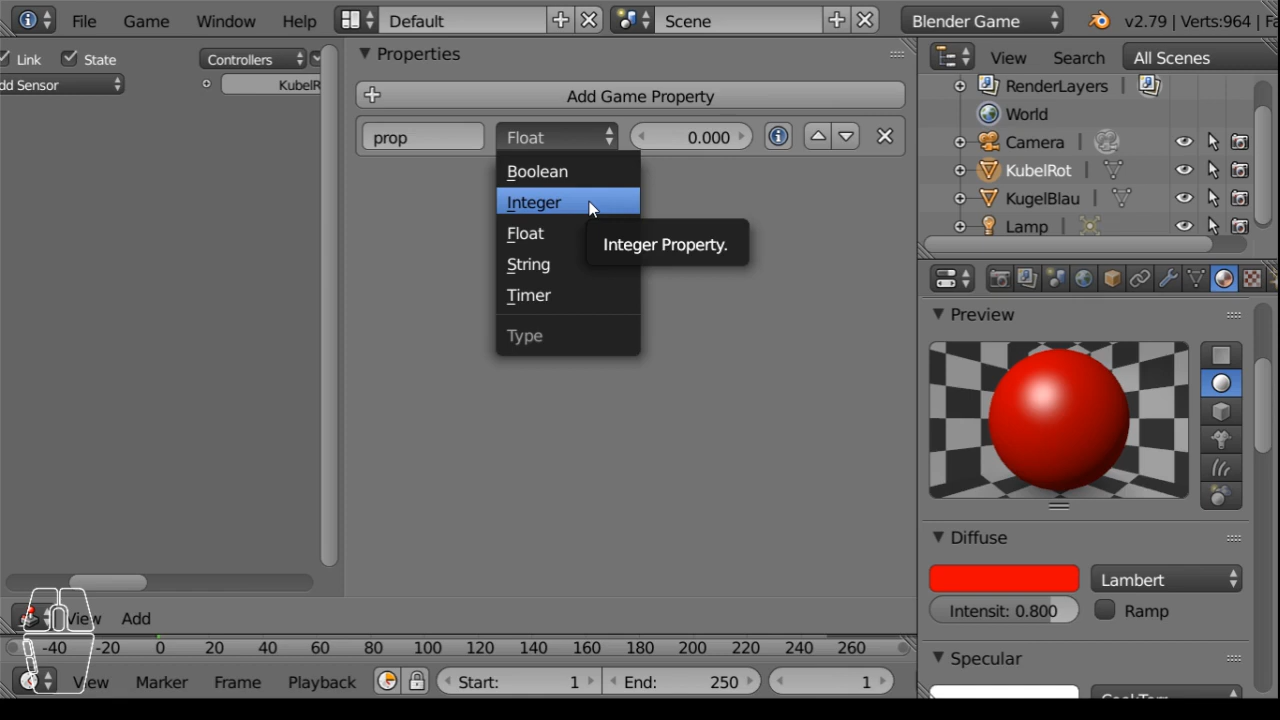 File Game Window Help Default Scene Blender Game v2.79 | Verts:964 |
Link State Controllers
Sensor KubelR
Properties
Add Game Property
prop Float 0.000
Boolean
Integer
Float
String
Timer
Type
Integer Property.
View Search All Scenes
RenderLayers
World
Camera
KubelRot
KugelBlau
Lamp
Preview
Diffuse
Lambert
Intensit: 0.800 Ramp
Specular
View Add
-40 -20 0 20 40 60 80 100 120 140 160 180 200 220 240 260
View Marker Frame Playback Start: 1 End: 250 1